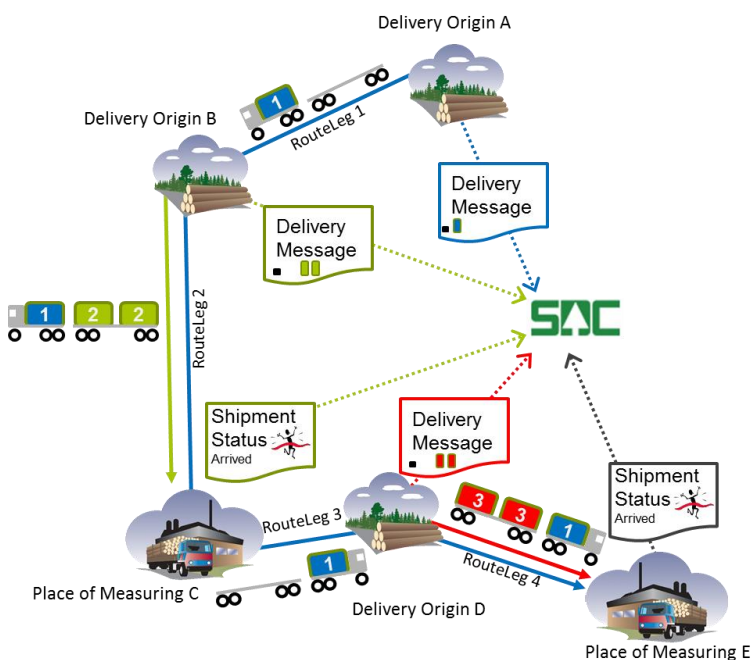 Delivery Origin A
1
RouteLeg 1
Delivery Origin B
Delivery
Message
Delivery
Message
1 2 2
RouteLeg 2
SDC
Shipment
Status
Arrived
Delivery
Message
Shipment
Status
Arrived
3 3 1
RouteLeg 3
RouteLeg 4
1
Place of Measuring C
Delivery Origin D
Place of Measuring E